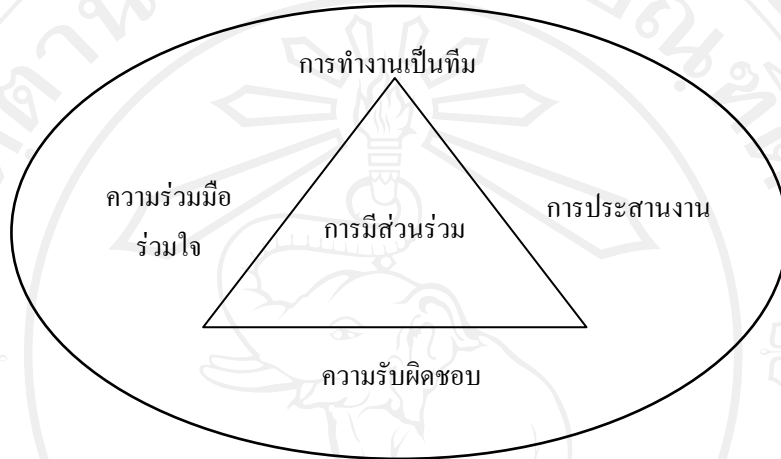 การทำงานเป็นทีม
ความร่วมมือ
ร่วมใจ
การประสานงาน
การมีส่วนร่วม
ความรับผิดชอบ